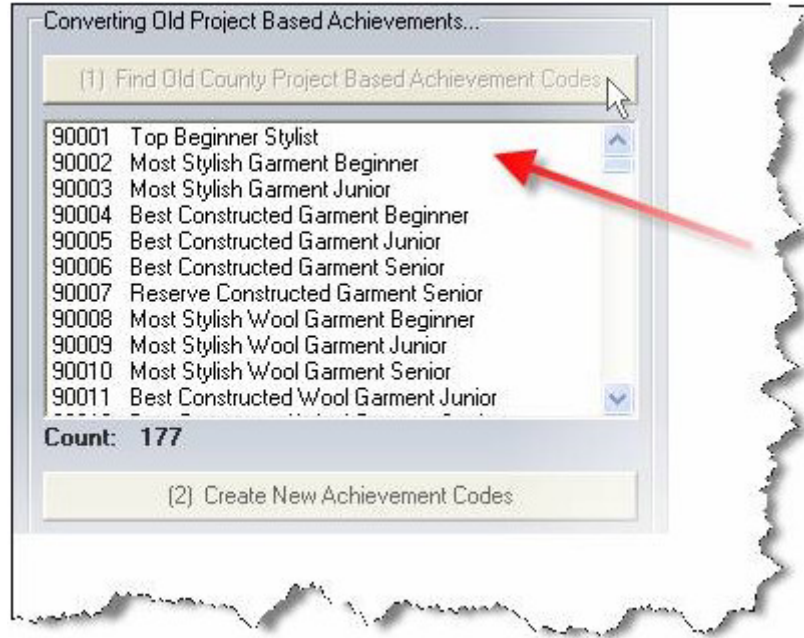 Converting Old Project Based Achievements...
(1) Find Old County Project Based Achievement Codes
90001 Top Beginner Stylist
90002 Most Stylish Garment Beginner
90003 Most Stylish Garment Junior
90004 Best Constructed Garment Beginner
90005 Best Constructed Garment Junior
90006 Best Constructed Garment Senior
90007 Reserve Constructed Garment Senior
90008 Most Stylish Wool Garment Beginner
90009 Most Stylish Wool Garment Junior
90010 Most Stylish Wool Garment Senior
90011 Best Constructed Wool Garment Junior
Count: 177
(2) Create New Achievement Codes